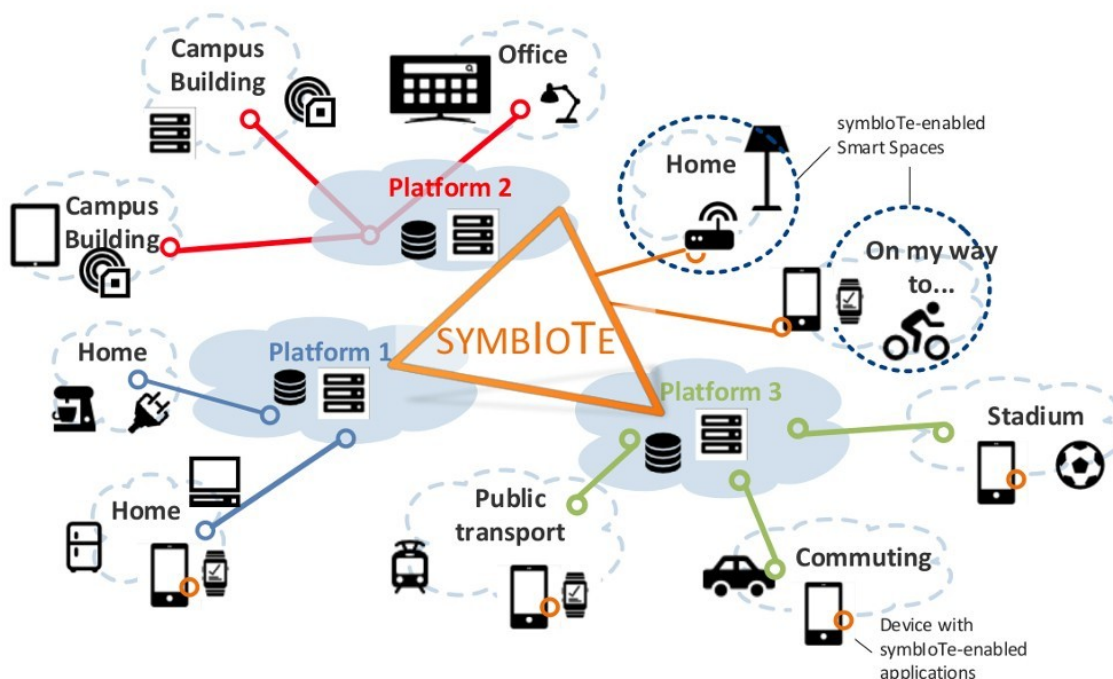 Campus
Building
Office
symbIoTe-enabled
Smart Spaces
Home
Platform 2
Campus
Building
On my way
to...
SYMBIOTE
Home
Platform 1
Platform 3
Stadium
Home
Public
transport
Commuting
Device with
symbIoTe-enabled
applications